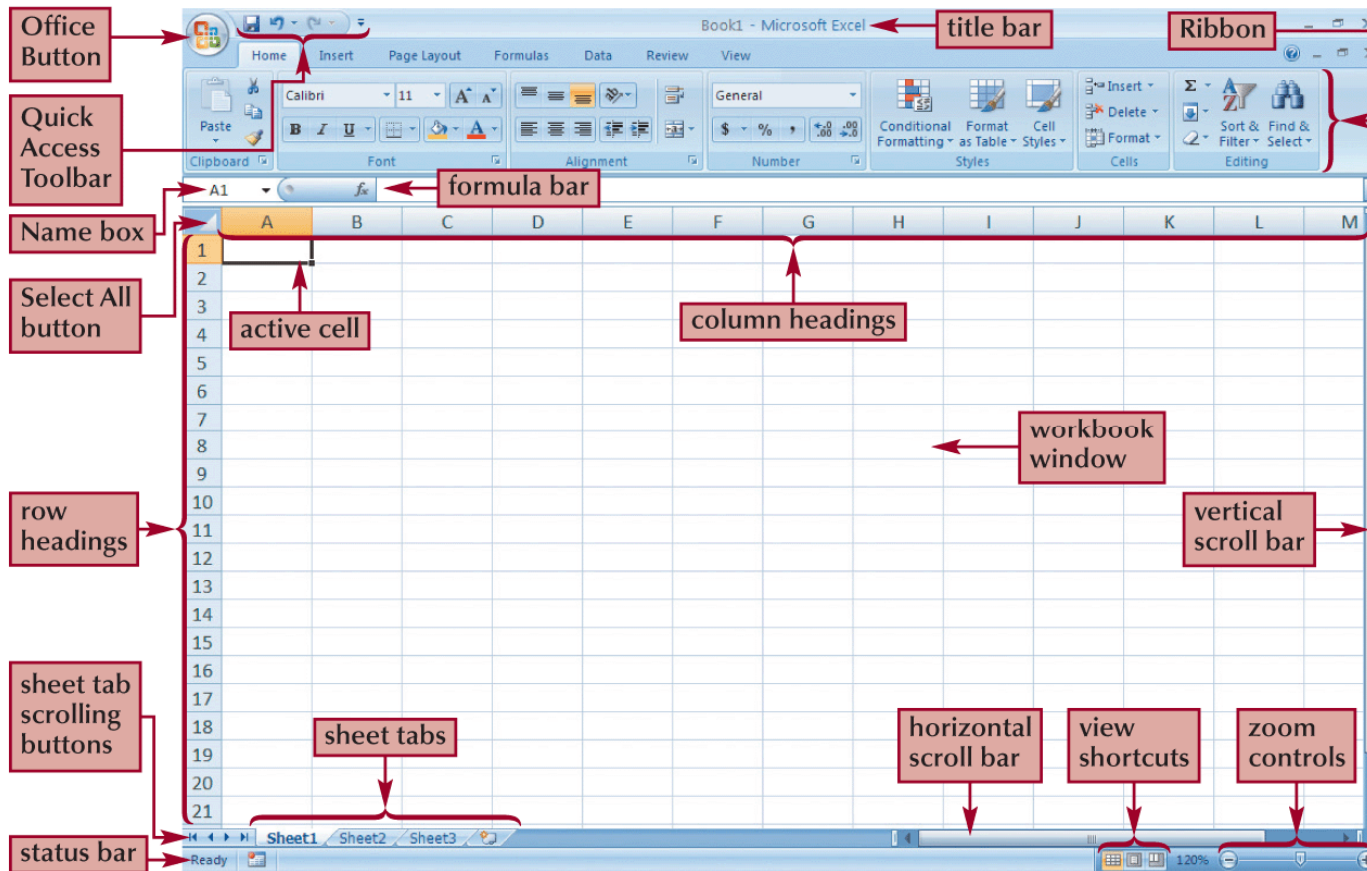 Office
Button
Book1 - Microsoft Excel
title bar
Ribbon
Home Insert Page Layout Formulas Data Review View
Quick
Access
Toolbar
Paste
Clipboard
Calibri 11 A A
B I U A
Font
Alignment
General
$ % , .0 .00 .00 .0
Number
Conditional
Formatting
Format
as Table
Cell
Styles
Styles
Insert
Delete
Format
Cells
Σ
Sort &
Filter
Find &
Select
Editing
Name box
A1 fx
formula bar
A B C D E F G H I J K L M
Select All
button
active cell
column headings
1
2
3
4
5
6
7
8
9
10
11
12
13
14
15
16
17
18
19
20
21
workbook
window
row
headings
vertical
scroll bar
sheet tab
scrolling
buttons
sheet tabs
horizontal
scroll bar
view
shortcuts
zoom
controls
Sheet1 Sheet2 Sheet3
status bar
Ready
120%